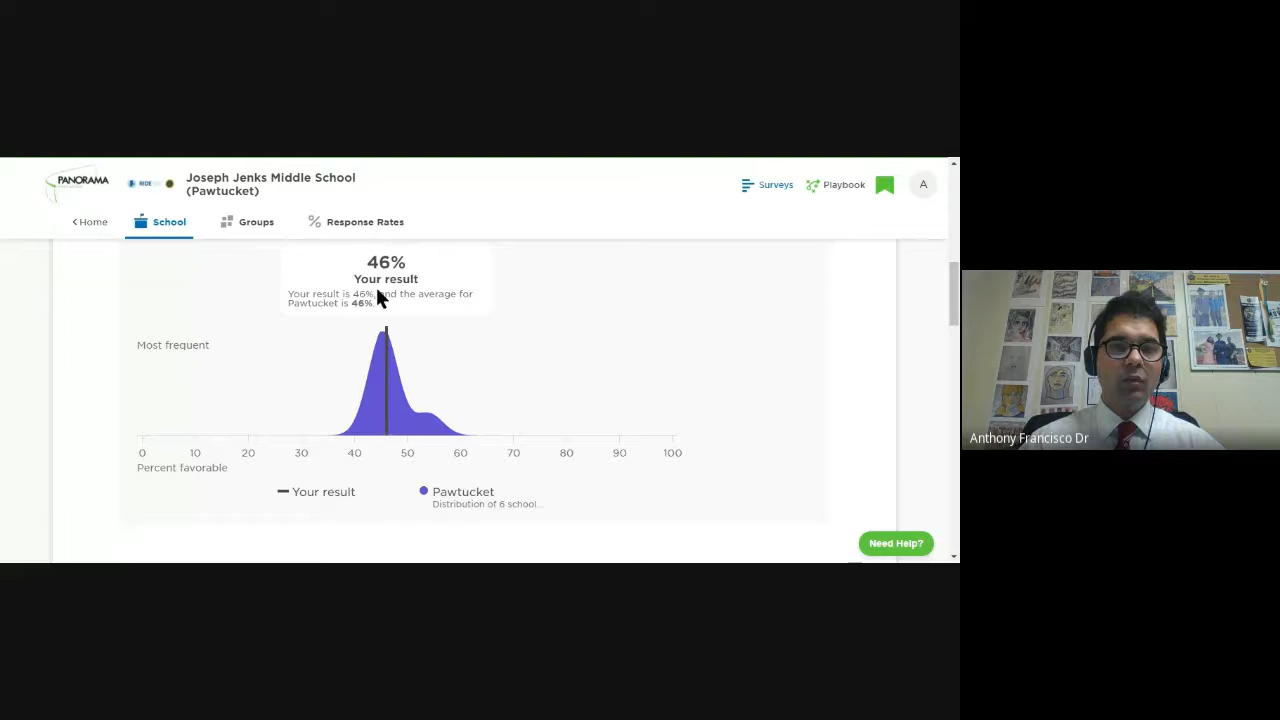 PANORAMA
RIDE
Joseph Jenks Middle School
(Pawtucket)
Surveys
Playbook
A
Home
School
Groups
Response Rates
46%
Your result
Your result is 46%, and the average for
Pawtucket is 46%.
Most frequent
0 10 20 30 40 50 60 70 80 90 100
Percent favorable
Your result
Pawtucket
Distribution of 6 school...
Need Help?
Anthony Francisco Dr